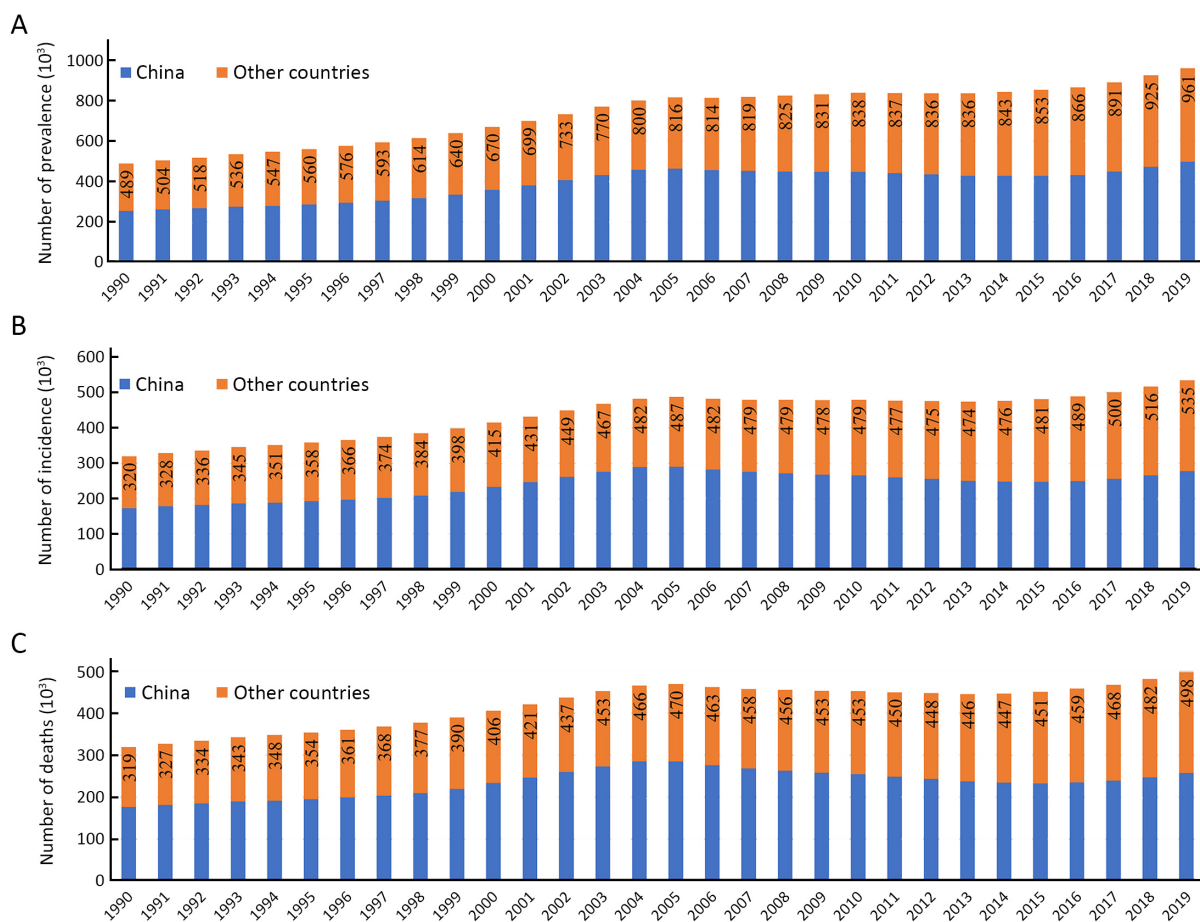 A
Number of prevalence (10³)
1000
800
600
400
200
0
China
Other countries
489 504 518 536 547 560 576 593 614 640 670 699 733 770 800 816 814 819 825 831 838 837 836 836 843 853 866 891 925 961
1990 1991 1992 1993 1994 1995 1996 1997 1998 1999 2000 2001 2002 2003 2004 2005 2006 2007 2008 2009 2010 2011 2012 2013 2014 2015 2016 2017 2018 2019
B
Number of incidence (10³)
600
500
400
300
200
100
0
China
Other countries
320 328 336 345 351 358 366 374 384 398 415 431 449 467 482 487 482 479 479 478 479 477 475 474 476 481 489 500 516 535
1990 1991 1992 1993 1994 1995 1996 1997 1998 1999 2000 2001 2002 2003 2004 2005 2006 2007 2008 2009 2010 2011 2012 2013 2014 2015 2016 2017 2018 2019
C
Number of deaths (10³)
500
400
300
200
100
0
China
Other countries
319 327 334 343 348 354 361 368 377 390 406 421 437 453 466 470 463 458 456 453 453 450 448 446 447 451 459 468 482 498
1990 1991 1992 1993 1994 1995 1996 1997 1998 1999 2000 2001 2002 2003 2004 2005 2006 2007 2008 2009 2010 2011 2012 2013 2014 2015 2016 2017 2018 2019